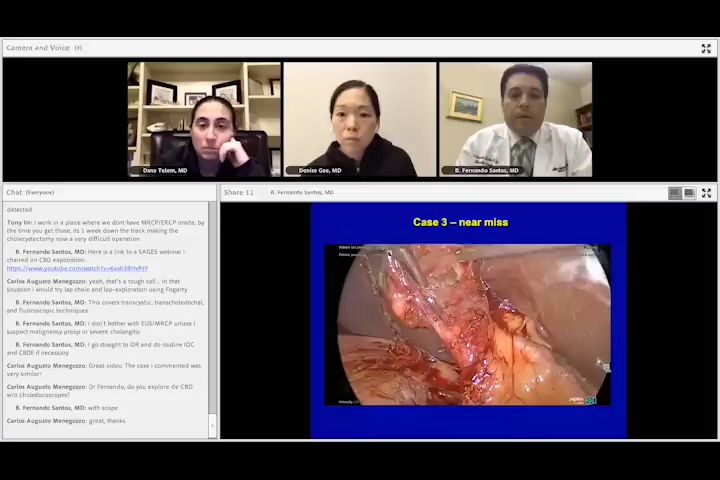 Camera and Voice (3)
Dana Telem, MD
Denise Gee, MD
B. Fernando Santos, MD
Chat (Everyone)
detected
Tony lin: i work in a place where we dont have MRCP/ERCP onsite, by
the time you get those, its 1 week down the track making the
cholecystectomy now a very difficult operation
B. Fernando Santos, MD: Here is a link to a SAGES webinar I
chaired on CBD exploration
Carlos Augusto Menegozzo: yeah, that's a rough call... in that
situation I would try lap chole and lap-exploration using Fogarty
B. Fernando Santos, MD: This covers transcystic, transcholedochal,
and fluoroscopic techniques
B. Fernando Santos, MD: I don't bother with EUS/MRCP unless I
suspect malignancy preop or severe cholangitis
B. Fernando Santos, MD: I go straight to OR and do routine IOC
and CBDE if necessary
Carlos Augusto Menegozzo: Great video. The case I commented was
very similar!
Carlos Augusto Menegozzo: Dr Fernando, do you explore de CBD
w/o choledocoscopes?
B. Fernando Santos, MD: with scope
Carlos Augusto Menegozzo: great, thanks
Share 11
B. Fernando Santos, MD
Case 3 – near miss